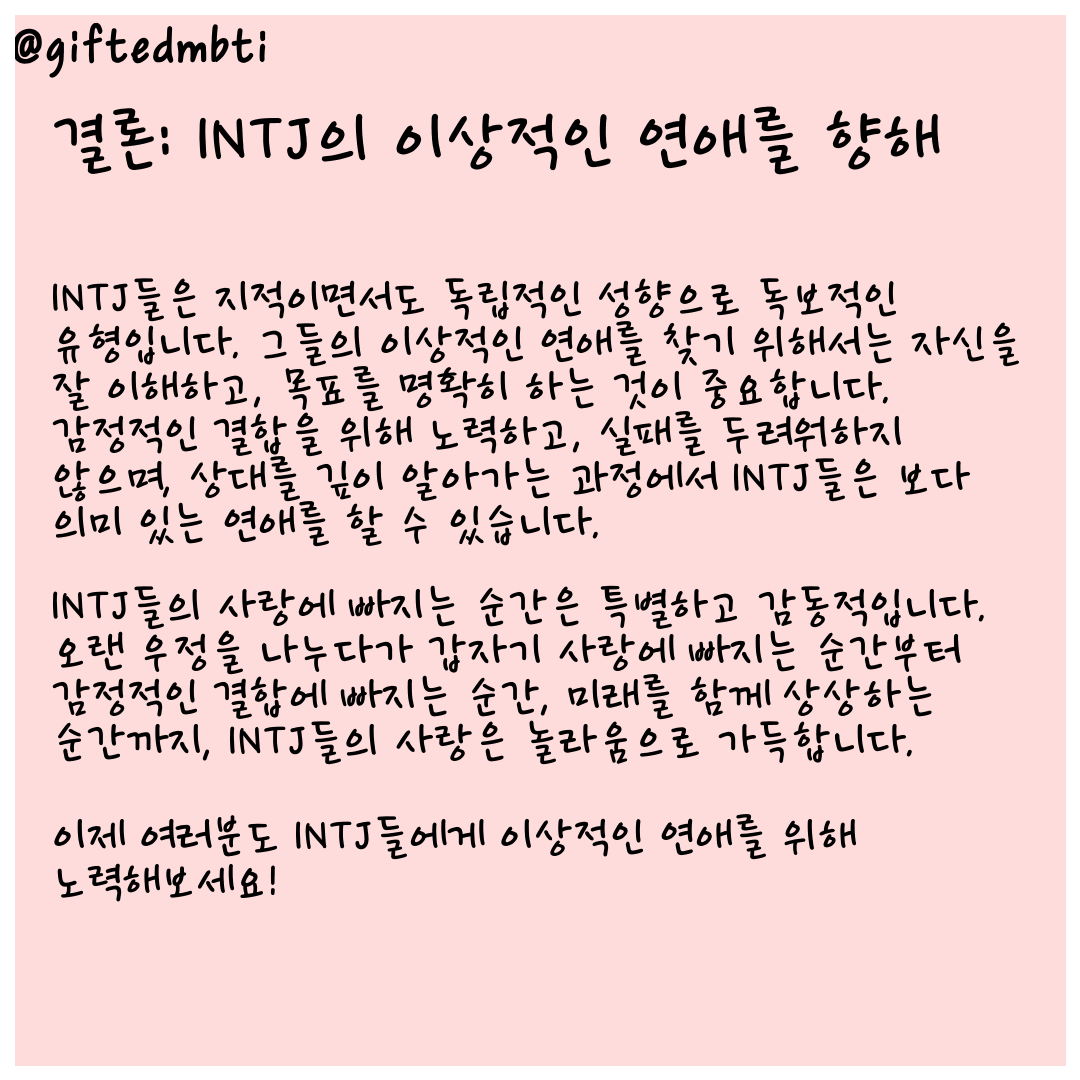 @giftedmbti
결론: INTJ의 이상적인 연애를 향해
INTJ들은 지적이면서도 독립적인 성향으로 독보적인
유형입니다. 그들의 이상적인 연애를 찾기 위해서는 자신을
잘 이해하고, 목표를 명확히 하는 것이 중요합니다.
감정적인 결합을 위해 노력하고, 실패를 두려워하지
않으며, 상대를 깊이 알아가는 과정에서 INTJ들은 보다
의미 있는 연애를 할 수 있습니다.
INTJ들의 사랑에 빠지는 순간은 특별하고 감동적입니다.
오랜 우정을 나누다가 갑자기 사랑에 빠지는 순간부터
감정적인 결합에 빠지는 순간, 미래를 함께 상상하는
순간까지, INTJ들의 사랑은 놀라움으로 가득합니다.
이제 여러분도 INTJ들에게 이상적인 연애를 위해
노력해보세요!